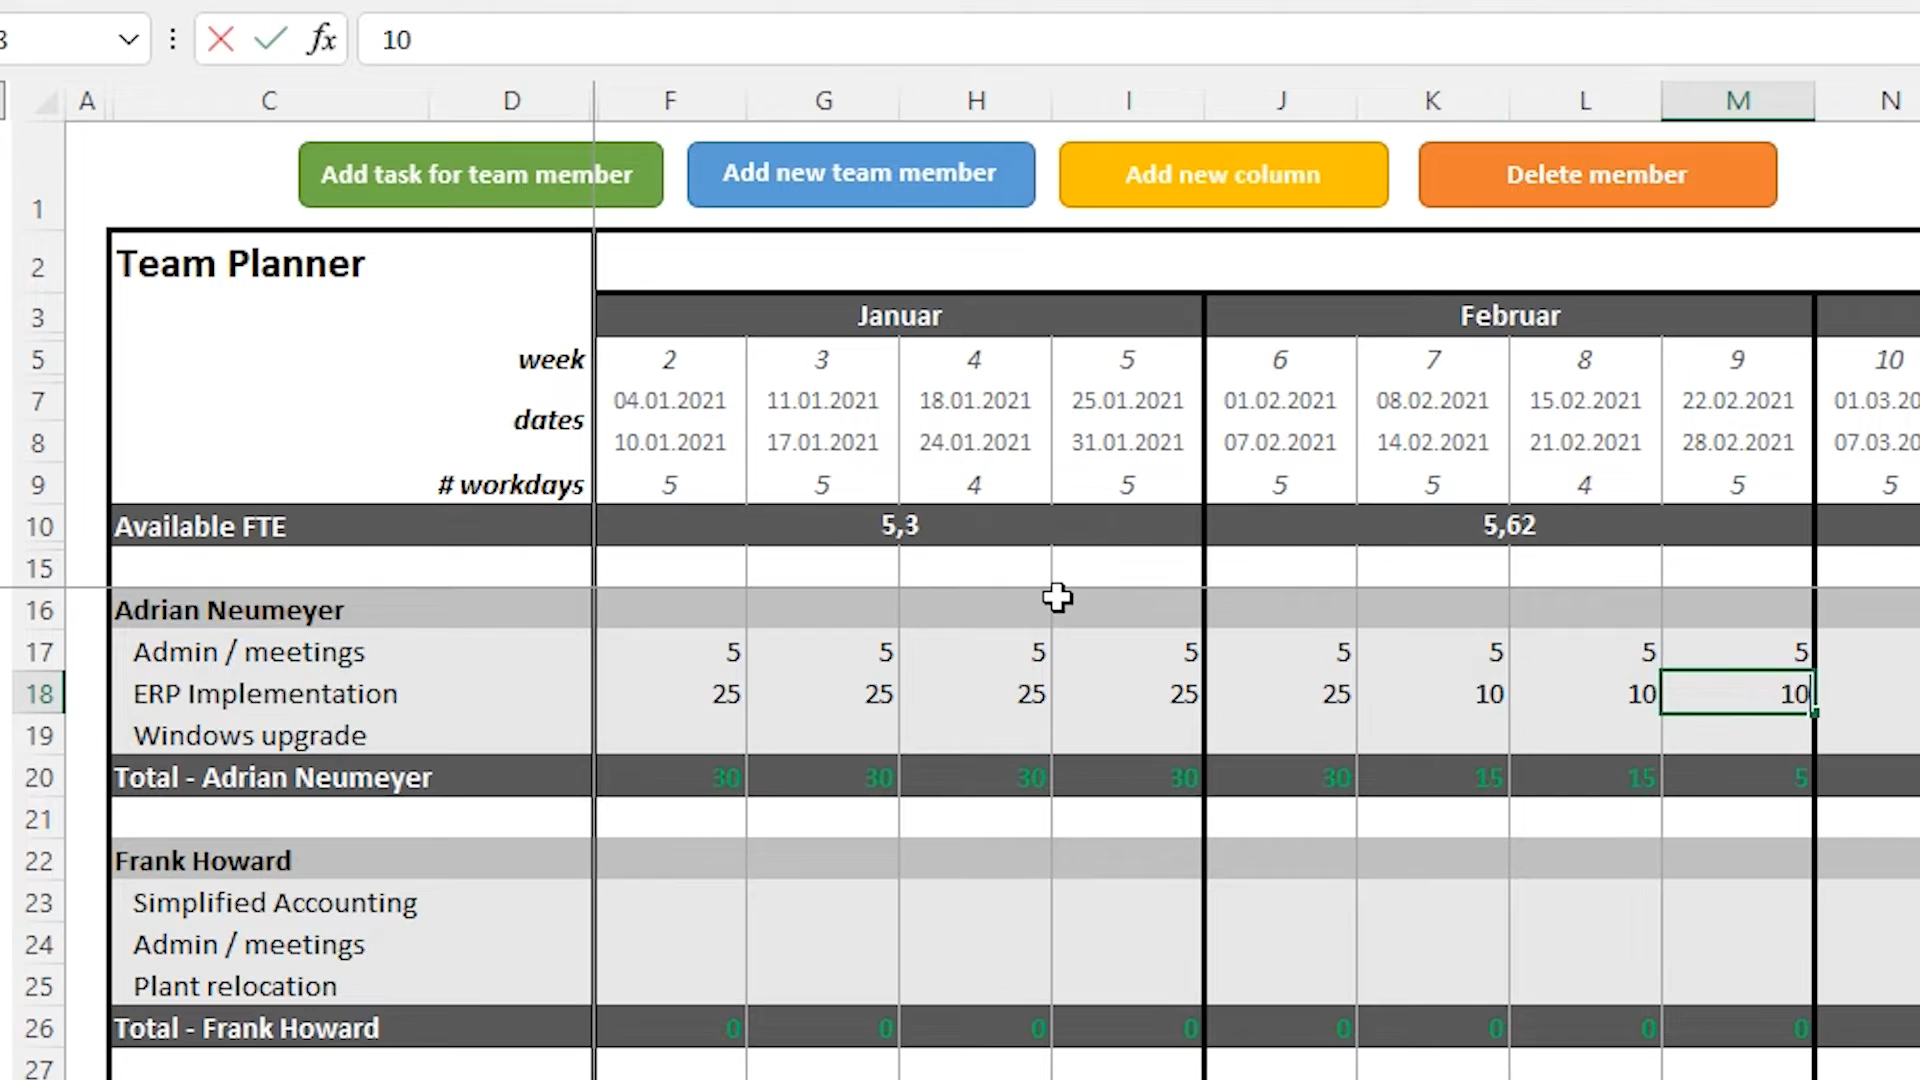 3 fx 10
A C D F G H I J K L M N
Add task for team member Add new team member Add new column Delete member
1
2 Team Planner
3 Januar Februar
5 week 2 3 4 5 6 7 8 9 10
7 04.01.2021 11.01.2021 18.01.2021 25.01.2021 01.02.2021 08.02.2021 15.02.2021 22.02.2021 01.03.20
dates
8 10.01.2021 17.01.2021 24.01.2021 31.01.2021 07.02.2021 14.02.2021 21.02.2021 28.02.2021 07.03.20
9 # workdays 5 5 4 5 5 5 4 5 5
10 Available FTE 5,3 5,62
15
16 Adrian Neumeyer
17 Admin / meetings 5 5 5 5 5 5 5 5
18 ERP Implementation 25 25 25 25 25 10 10 10
19 Windows upgrade
20 Total - Adrian Neumeyer 30 30 30 30 30 15 15 5
21
22 Frank Howard
23 Simplified Accounting
24 Admin / meetings
25 Plant relocation
26 Total - Frank Howard 0 0 0 0 0 0 0 0
27